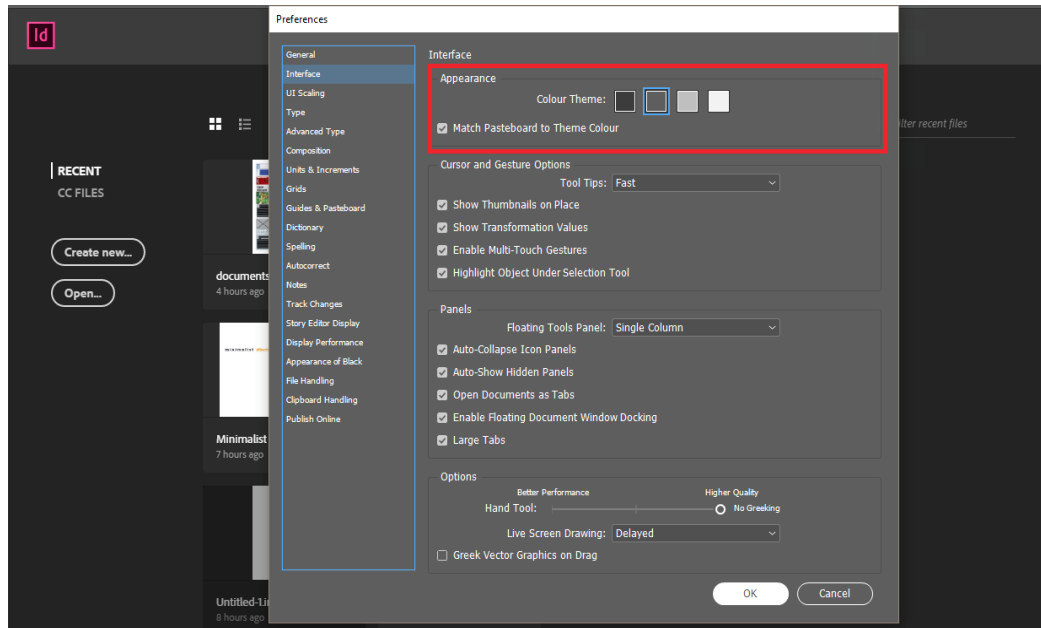 Preferences
Id
General
Interface
UI Scaling
Type
Advanced Type
Composition
Units & Increments
Grids
Guides & Pasteboard
Dictionary
Spelling
Autocorrect
Notes
Track Changes
Story Editor Display
Display Performance
Appearance of Black
File Handling
Clipboard Handling
Publish Online
Interface
Appearance
Colour Theme:
Match Pasteboard to Theme Colour
Cursor and Gesture Options
Tool Tips: Fast
Show Thumbnails on Place
Show Transformation Values
Enable Multi-Touch Gestures
Highlight Object Under Selection Tool
Panels
Floating Tools Panel: Single Column
Auto-Collapse Icon Panels
Auto-Show Hidden Panels
Open Documents as Tabs
Enable Floating Document Window Docking
Large Tabs
Options
Better Performance Higher Quality
Hand Tool: No Greeking
Live Screen Drawing: Delayed
Greek Vector Graphics on Drag
OK Cancel
RECENT
CC FILES
Create new...
Open...
documents
4 hours ago
Minimalist
7 hours ago
Untitled-1.i
8 hours ago
ilter recent files